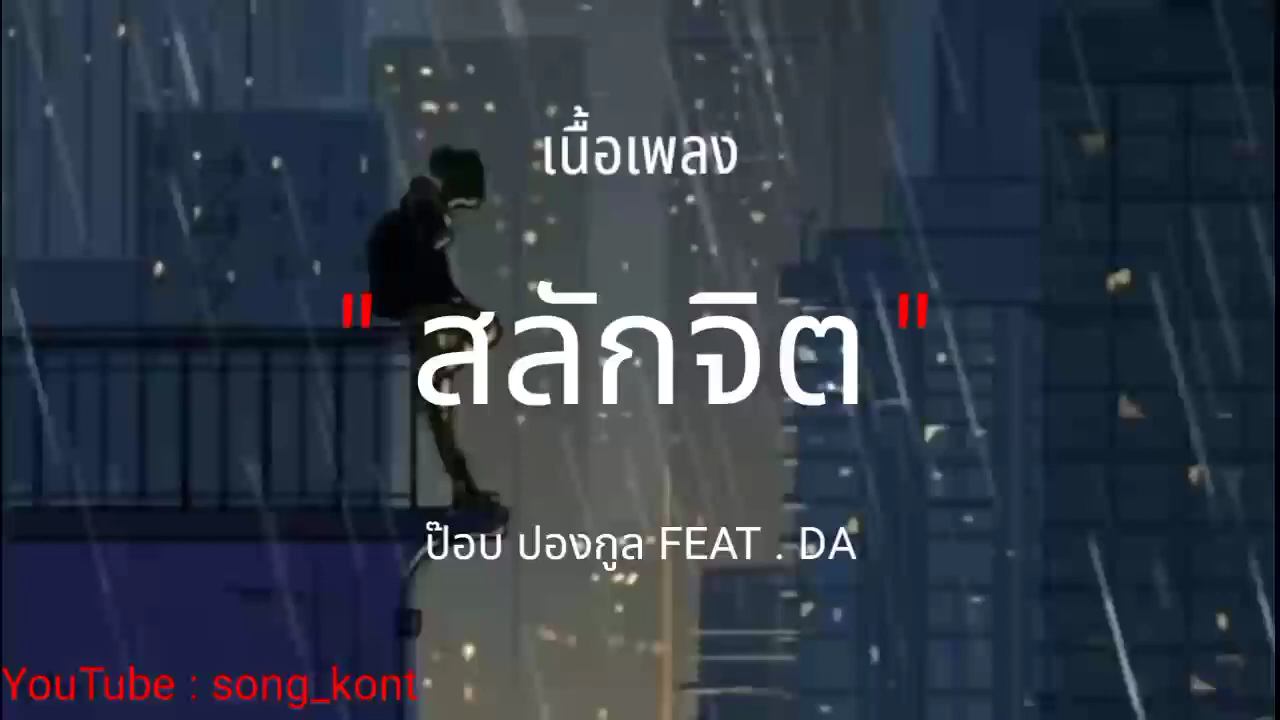 เนื้อเพลง
" สลักจิต "
ป๊อบ ปองกูล FEAT . DA
YouTube : song_kont